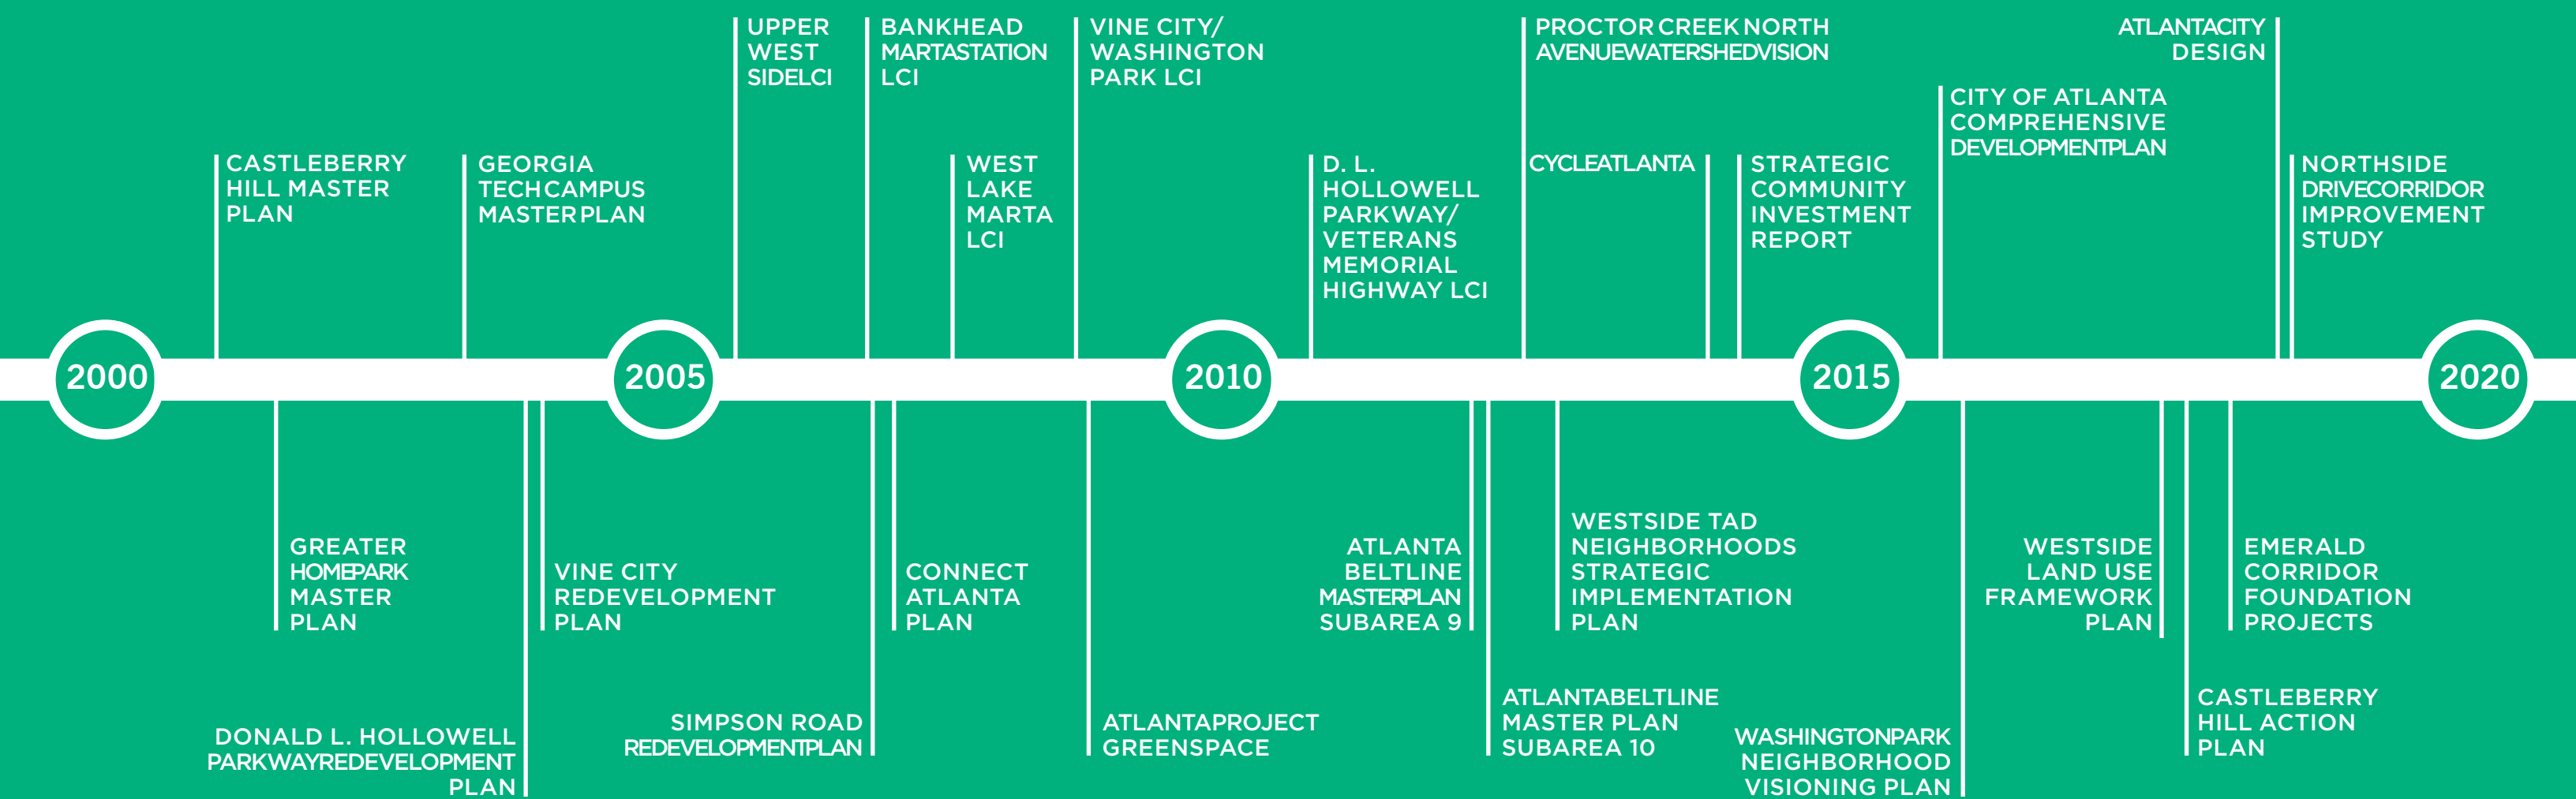 UPPER
WEST
SIDELCI
BANKHEAD
MARTASTATION
LCI
VINE CITY/
WASHINGTON
PARK LCI
PROCTOR CREEK NORTH
AVENUEWATERSHEDVISION
ATLANTACITY
DESIGN
CITY OF ATLANTA
COMPREHENSIVE
DEVELOPMENTPLAN
CASTLEBERRY
HILL MASTER
PLAN
GEORGIA
TECHCAMPUS
MASTERPLAN
WEST
LAKE
MARTA
LCI
D. L.
HOLLOWELL
PARKWAY/
VETERANS
MEMORIAL
HIGHWAY LCI
CYCLEATLANTA
STRATEGIC
COMMUNITY
INVESTMENT
REPORT
NORTHSIDE
DRIVECORRIDOR
IMPROVEMENT
STUDY
2000
2005
2010
2015
2020
GREATER
HOMEPARK
MASTER
PLAN
VINE CITY
REDEVELOPMENT
PLAN
CONNECT
ATLANTA
PLAN
ATLANTA
BELTLINE
MASTERPLAN
SUBAREA 9
WESTSIDE TAD
NEIGHBORHOODS
STRATEGIC
IMPLEMENTATION
PLAN
WESTSIDE
LAND USE
FRAMEWORK
PLAN
EMERALD
CORRIDOR
FOUNDATION
PROJECTS
DONALD L. HOLLOWELL
PARKWAYREDEVELOPMENT
PLAN
SIMPSON ROAD
REDEVELOPMENTPLAN
ATLANTAPROJECT
GREENSPACE
ATLANTABELTLINE
MASTER PLAN
SUBAREA 10
WASHINGTONPARK
NEIGHBORHOOD
VISIONING PLAN
CASTLEBERRY
HILL ACTION
PLAN